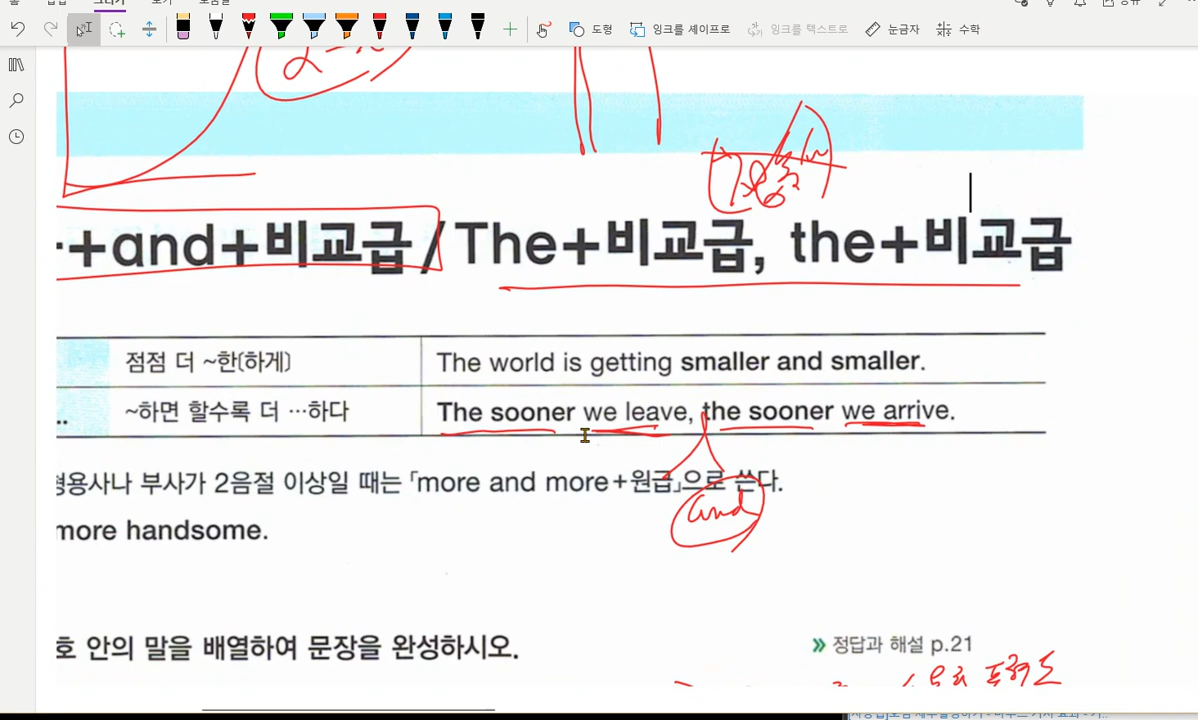 도형
잉크를 셰이프로
잉크를 텍스트로
눈금자
수학
·+and+비교급/The+비교급, the+비교급
점점 더 ~한(하게)
The world is getting smaller and smaller.
~하면 할수록 더 …하다
The sooner we leave, the sooner we arrive.
형용사나 부사가 2음절 이상일 때는 「more and more+원급」으로 쓴다.
and
more handsome.
호 안의 말을 배열하여 문장을 완성하시오.
» 정답과 해설 p.21